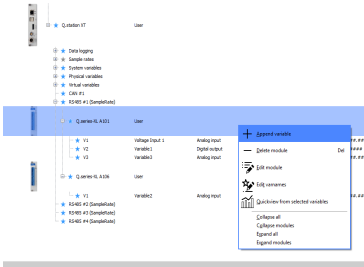 Q.station XT User
Data logging
Sample rates
System variables
Physical variables
Virtual variables
CAN #1
RS485 #1 (SampleRate)
Q.series-XL A101 User
Append variable
V1 Voltage Input 1 Analog input
V2 Variable1 Digital output
Delete module Del
V3 Variable3 Analog input
Edit module
Q.series-XL A106 User
Edit varnames
V1 Variable2 Analog input
Quickview from selected variables
RS485 #2 (SampleRate)
RS485 #3 (SampleRate)
RS485 #4 (SampleRate)
Collapse all
Collapse modules
Expand all
Expand modules